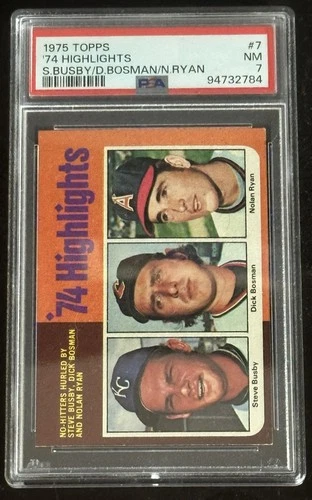 1975 TOPPS #7
'74 HIGHLIGHTS NM
S.BUSBY/D.BOSMAN/N.RYAN 7
PSA 94732784
'74 Highlights
NO-HITTERS HURLED BY
STEVE BUSBY, DICK BOSMAN
AND NOLAN RYAN
Steve Busby
Dick Bosman
Nolan Ryan
KC
A
C